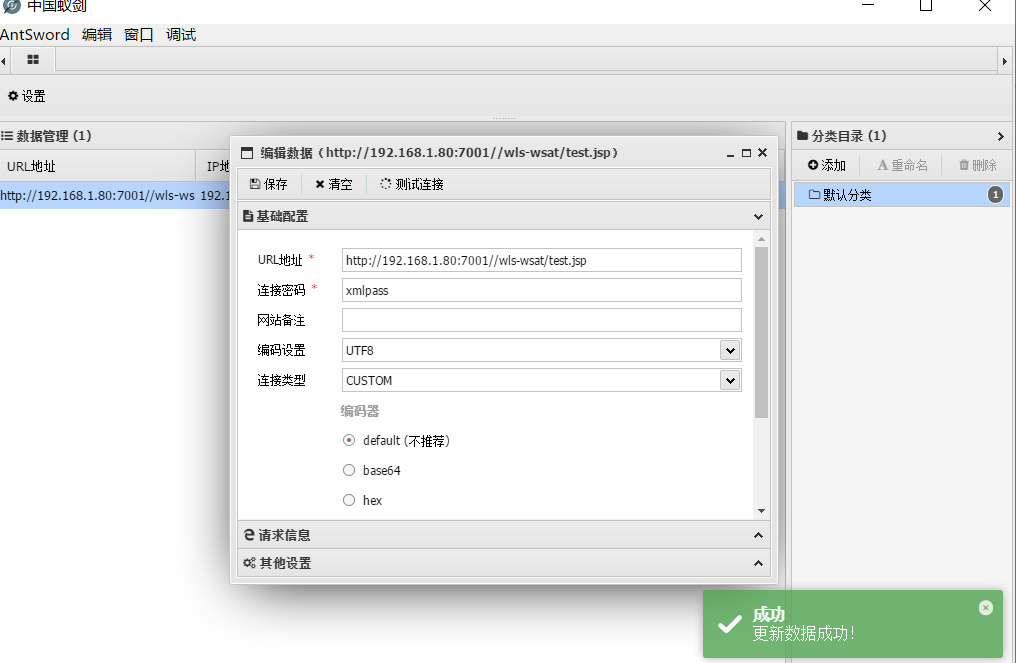 中国蚁剑
AntSword 编辑 窗口 调试
设置
数据管理 (1)
URL地址 IP地
http://192.168.1.80:7001//wls-ws 192.1
分类目录 (1)
添加 重命名 删除
默认分类 1
编辑数据 (http://192.168.1.80:7001//wls-wsat/test.jsp)
保存 清空 测试连接
基础配置
URL地址 * http://192.168.1.80:7001//wls-wsat/test.jsp
连接密码 * xmlpass
网站备注
编码设置 UTF8
连接类型 CUSTOM
编码器
default (不推荐)
base64
hex
请求信息
其他设置
成功
更新数据成功!